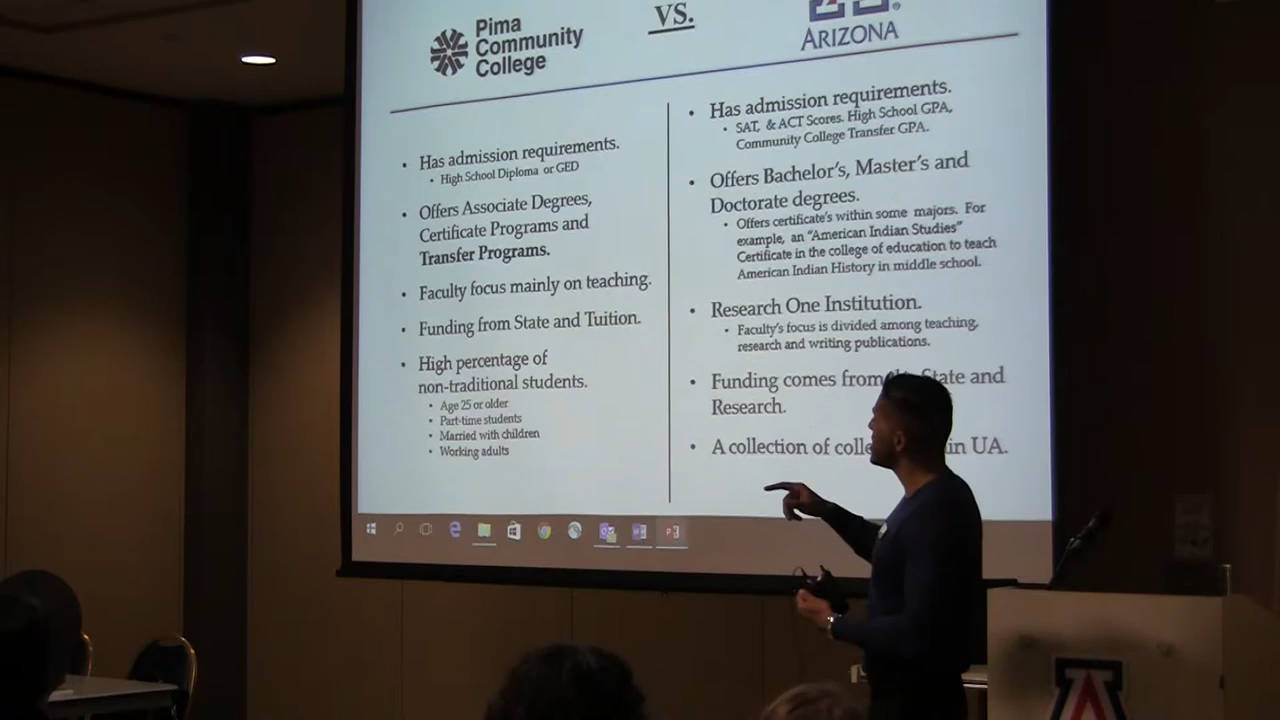 Pima
Community
College
VS.
ARIZONA
• Has admission requirements.
• High School Diploma or GED
• Offers Associate Degrees,
Certificate Programs and
Transfer Programs.
• Faculty focus mainly on teaching.
• Funding from State and Tuition.
• High percentage of
non-traditional students.
• Age 25 or older
• Part-time students
• Married with children
• Working adults
• Has admission requirements.
• SAT, & ACT Scores. High School GPA,
Community College Transfer GPA.
• Offers Bachelor's, Master's and
Doctorate degrees.
• Offers certificate's within some majors. For
example, an "American Indian Studies"
Certificate in the college of education to teach
American Indian History in middle school.
• Research One Institution.
• Faculty's focus is divided among teaching,
research and writing publications.
• Funding comes from State and
Research.
• A collection of in UA.
A